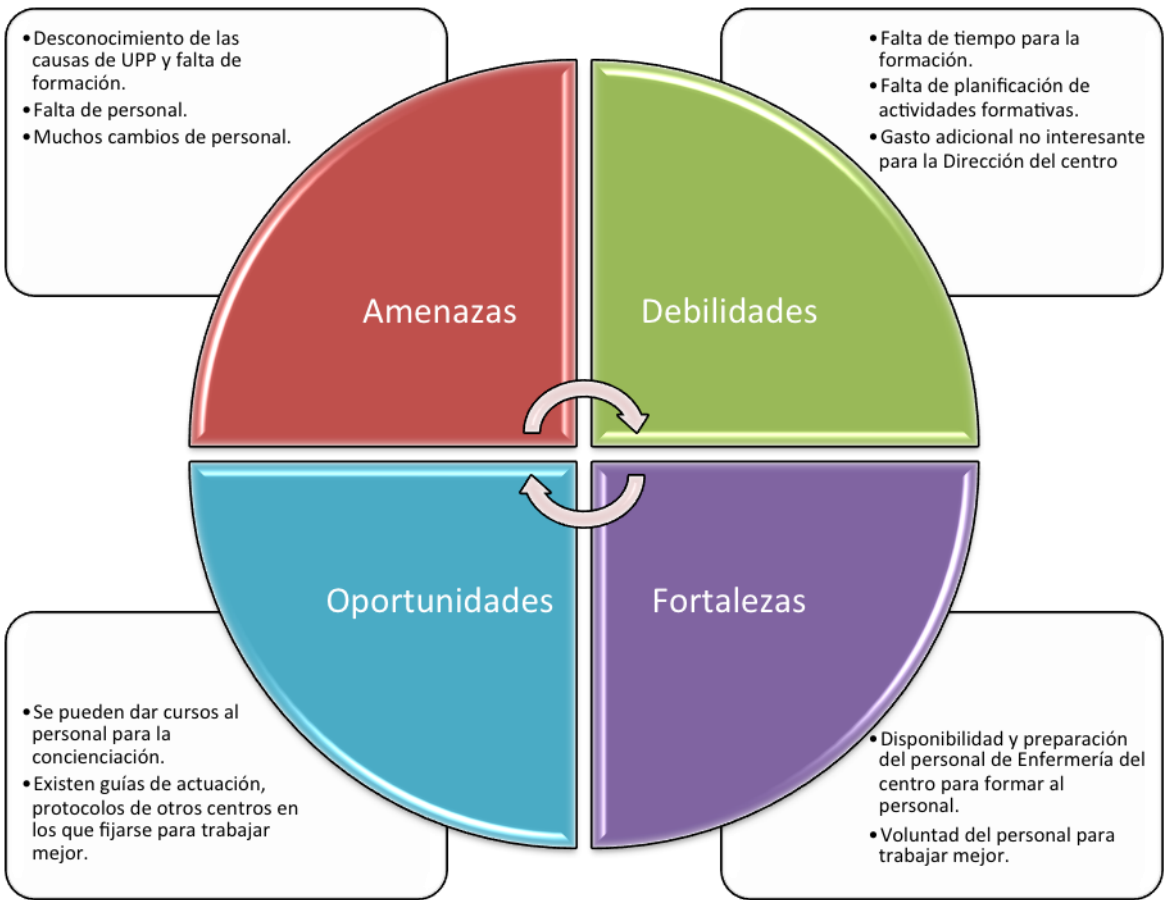 •Desconocimiento de las
causas de UPP y falta de
formación.
•Falta de personal.
•Muchos cambios de personal.
•Falta de tiempo para la
formación.
•Falta de planificación de
actividades formativas.
•Gasto adicional no interesante
para la Dirección del centro
Amenazas
Debilidades
Oportunidades
Fortalezas
•Se pueden dar cursos al
personal para la
concienciación.
•Existen guías de actuación,
protocolos de otros centros en
los que fijarse para trabajar
mejor.
•Disponibilidad y preparación
del personal de Enfermería del
centro para formar al
personal.
•Voluntad del personal para
trabajar mejor.